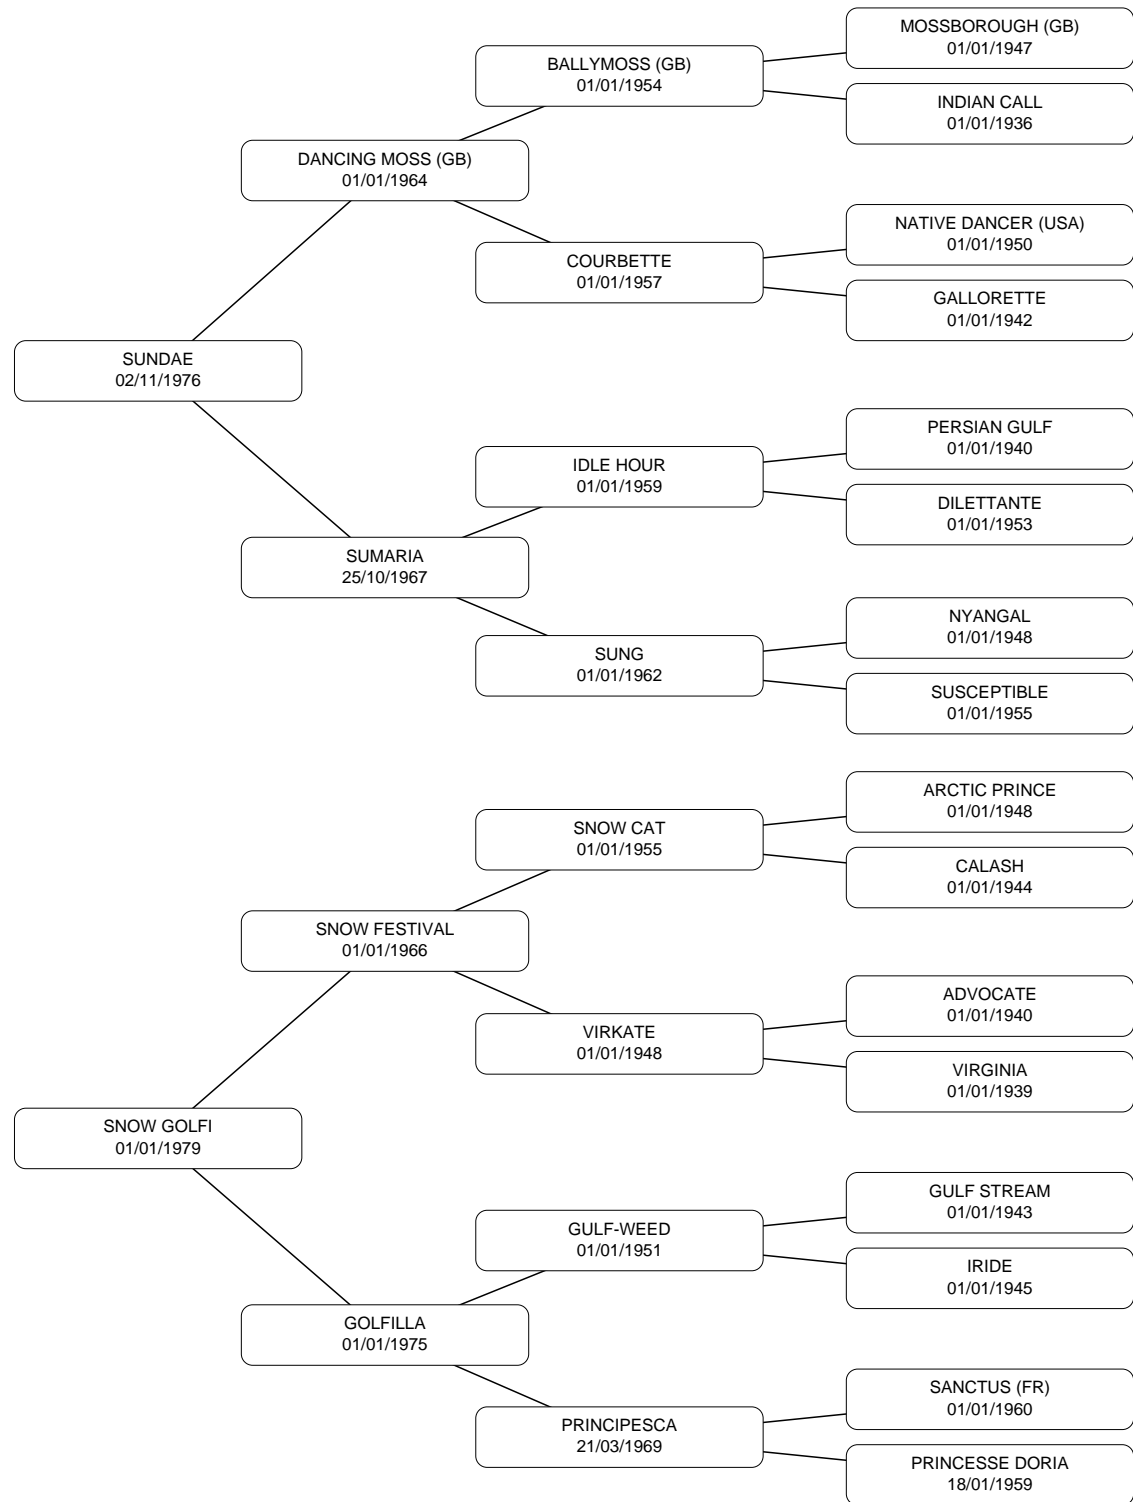 MOSSBOROUGH (GB)
01/01/1947
BALLYMOSS (GB)
01/01/1954
INDIAN CALL
01/01/1936
DANCING MOSS (GB)
01/01/1964
NATIVE DANCER (USA)
01/01/1950
COURBETTE
01/01/1957
GALLORETTE
01/01/1942
SUNDAE
02/11/1976
PERSIAN GULF
01/01/1940
IDLE HOUR
01/01/1959
DILETTANTE
01/01/1953
SUMARIA
25/10/1967
NYANGAL
01/01/1948
SUNG
01/01/1962
SUSCEPTIBLE
01/01/1955
ARCTIC PRINCE
01/01/1948
SNOW CAT
01/01/1955
CALASH
01/01/1944
SNOW FESTIVAL
01/01/1966
ADVOCATE
01/01/1940
VIRKATE
01/01/1948
VIRGINIA
01/01/1939
SNOW GOLFI
01/01/1979
GULF STREAM
01/01/1943
GULF-WEED
01/01/1951
IRIDE
01/01/1945
GOLFILLA
01/01/1975
SANCTUS (FR)
01/01/1960
PRINCIPESCA
21/03/1969
PRINCESSE DORIA
18/01/1959